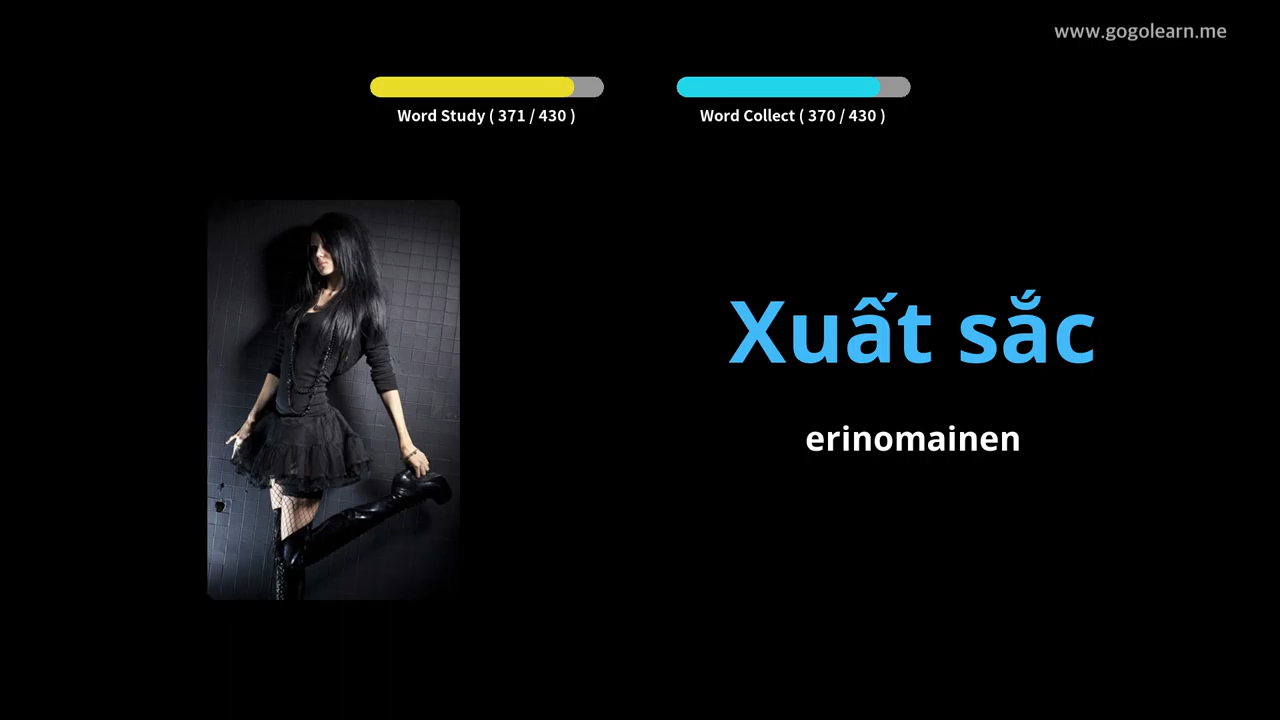 www.gogolearn.me
Word Study ( 371 / 430 )
Word Collect ( 370 / 430 )
Xuất sắc
erinomainen